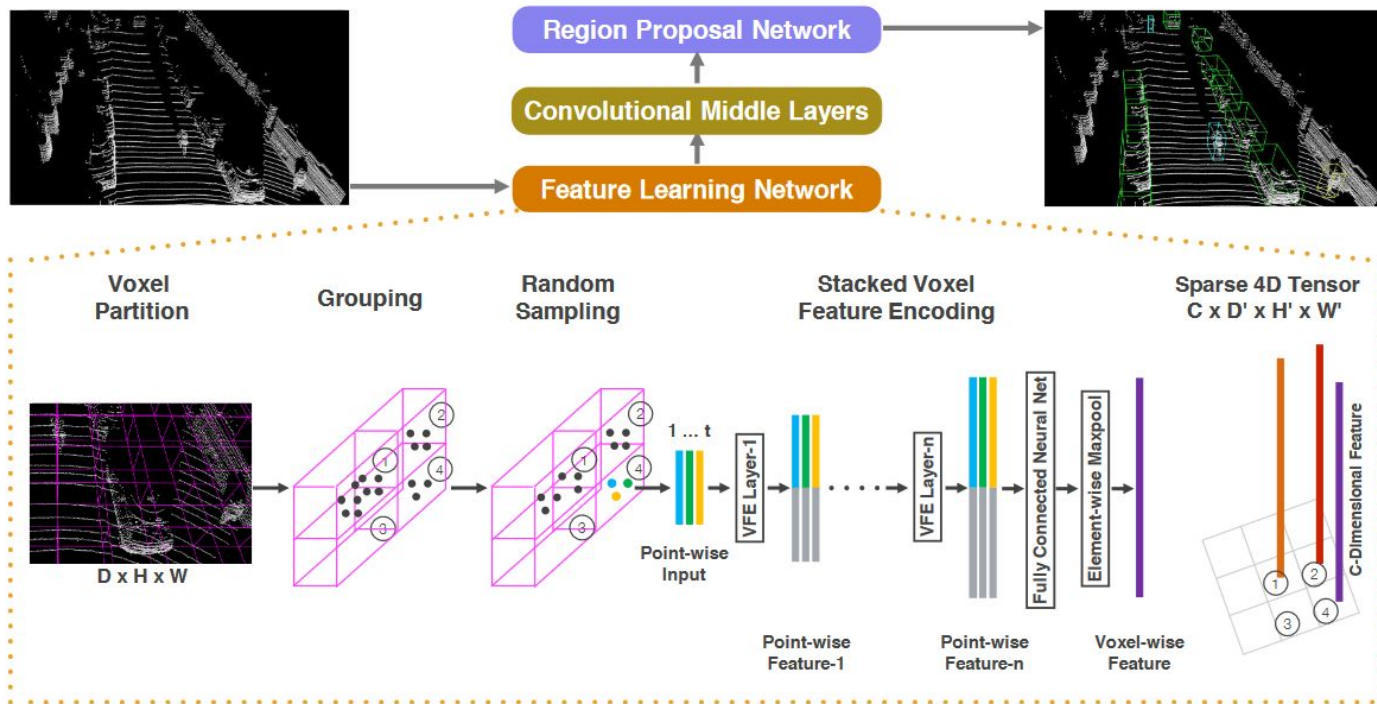 Region Proposal Network
Convolutional Middle Layers
Feature Learning Network
Voxel
Partition
Grouping
Random
Sampling
Stacked Voxel
Feature Encoding
Sparse 4D Tensor
C x D' x H' x W'
D x H x W
1
2
3
4
1
2
3
4
1 ... t
Point-wise
Input
VFE Layer-1
Point-wise
Feature-1
VFE Layer-n
Point-wise
Feature-n
Fully Connected Neural Net
Element-wise Maxpool
Voxel-wise
Feature
1
2
3
4
C-DImensional Feature